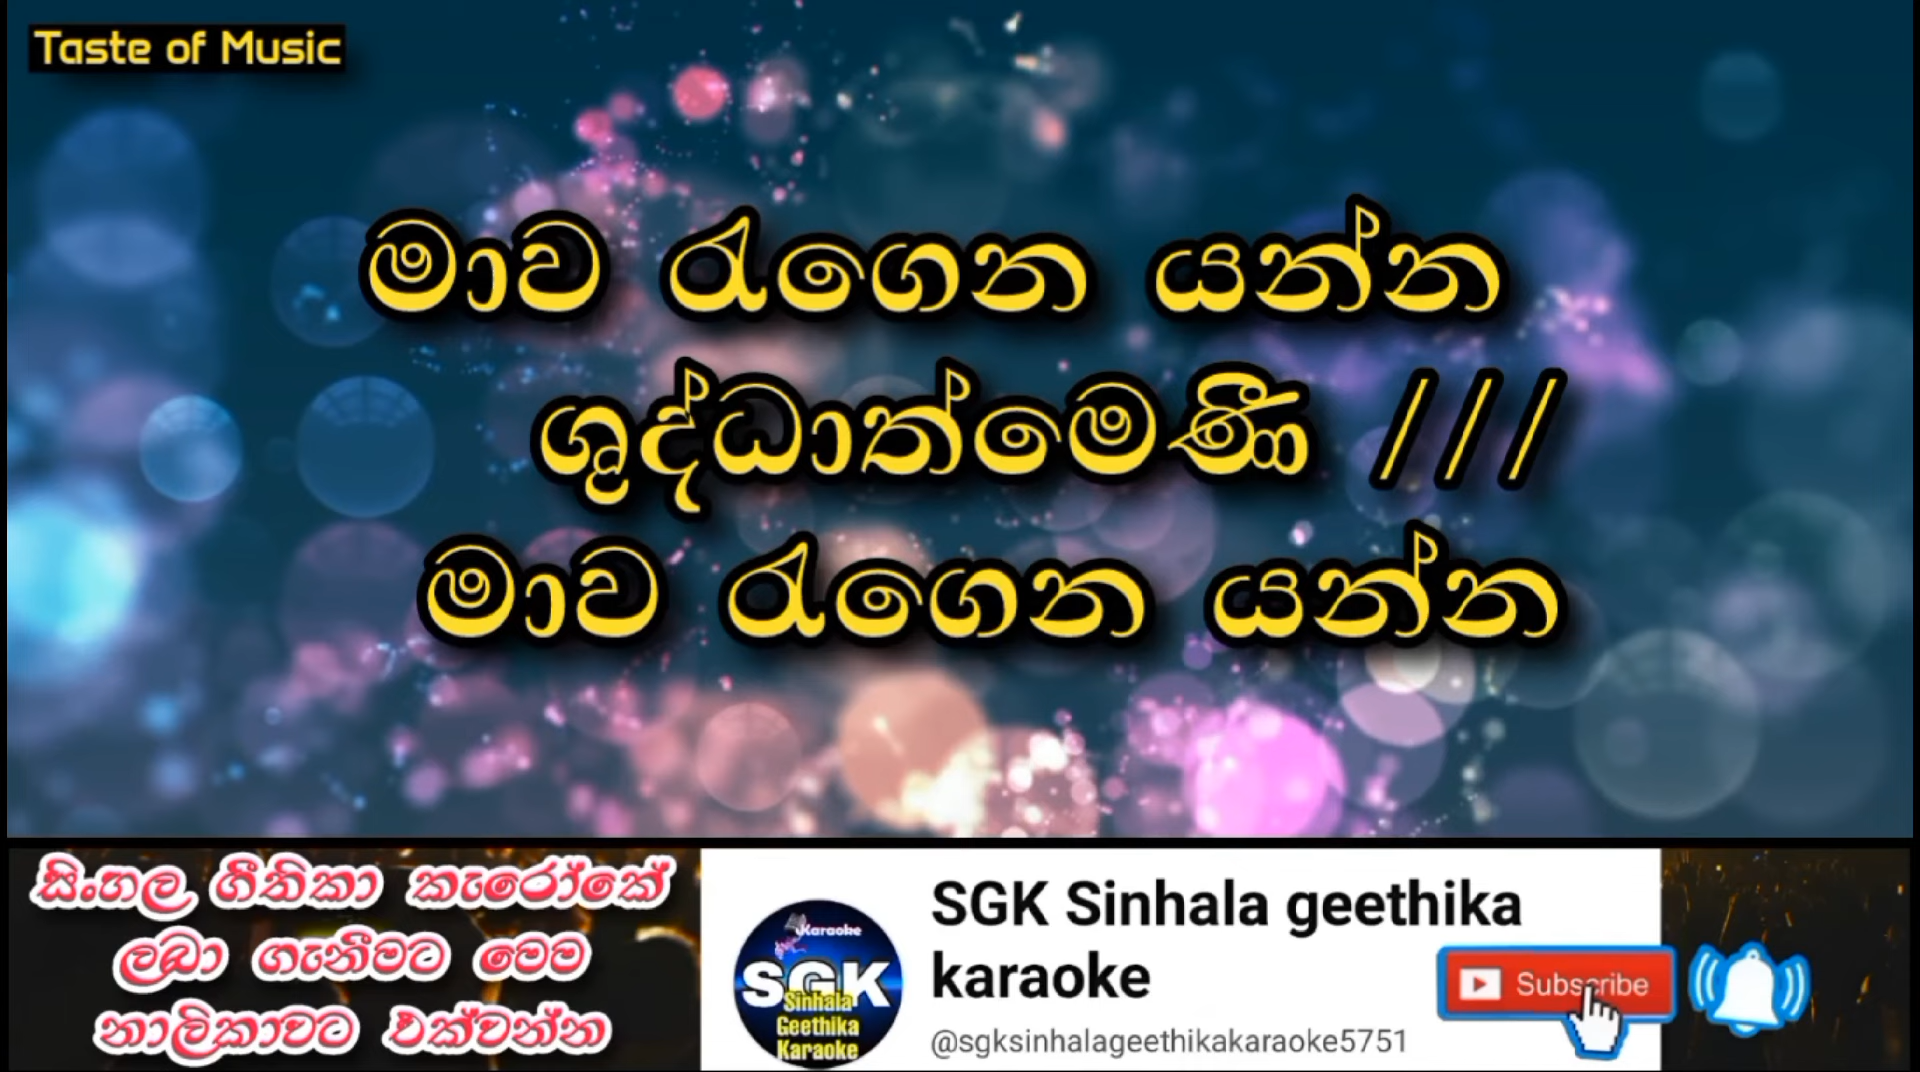 Taste of Music
මාව රැගෙන යන්න
ශුද්ධාත්මෙණී ///
මාව රැගෙන යන්න
සිංහල ගීතිකා කැරෝකේ
ලබා ගැනීමට මෙම
නාලිකාවට එක්වන්න
Karaoke
SGK
Sinhala
Geethika
Karaoke
SGK Sinhala geethika
karaoke
@sgksinhalageethikakaraoke5751
Subscribe